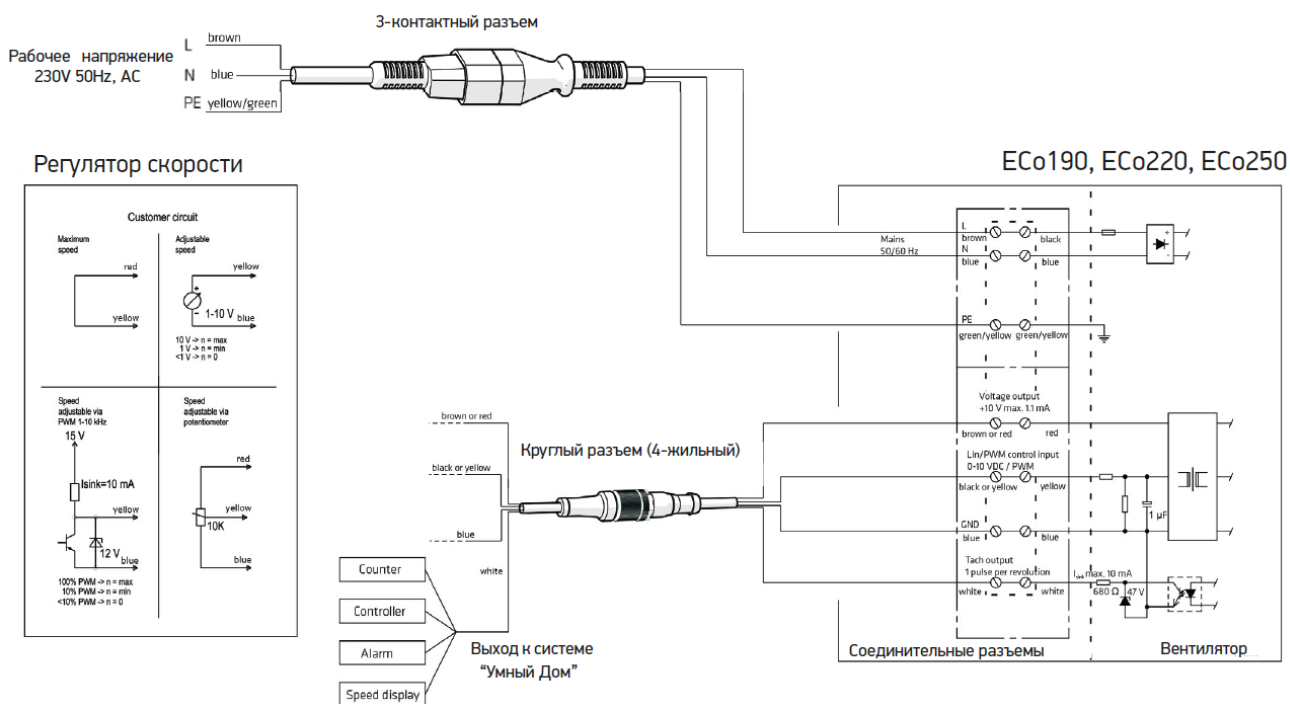 3-контактный разъем
Рабочее напряжение
230V 50Hz, AC
L
brown
N
blue
PE
yellow/green
Регулятор скорости
ECo190, ECo220, ECo250
Customer circuit
Maximum
speed
red
yellow
Adjustable
speed
yellow
+
-
1-10 V
blue
10 V -> n = max
1 V -> n = min
<1 V -> n = 0
Speed
adjustable via
PWM 1-10 kHz
15 V
Isink=10 mA
yellow
12 V
blue
100% PWM -> n = max
10% PWM -> n = min
<10% PWM -> n = 0
Speed
adjustable via
potentiometer
red
yellow
10K
blue
Mains
50/60 Hz
L
brown
black
N
blue
blue
+
-
PE
green/yellow
green/yellow
brown or red
black or yellow
blue
white
Круглый разъем (4-жильный)
Voltage output
+10 V max. 1.1 mA
brown or red
red
Lin/PWM control input
0-10 VDC / PWM
black or yellow
yellow
1 µF
GND
blue
blue
Tach output
1 pulse per revolution
white
white
Isink max. 10 mA
680 Ω
47 V
Counter
Controller
Alarm
Speed display
Выход к системе
"Умный Дом"
Соединительные разъемы
Вентилятор